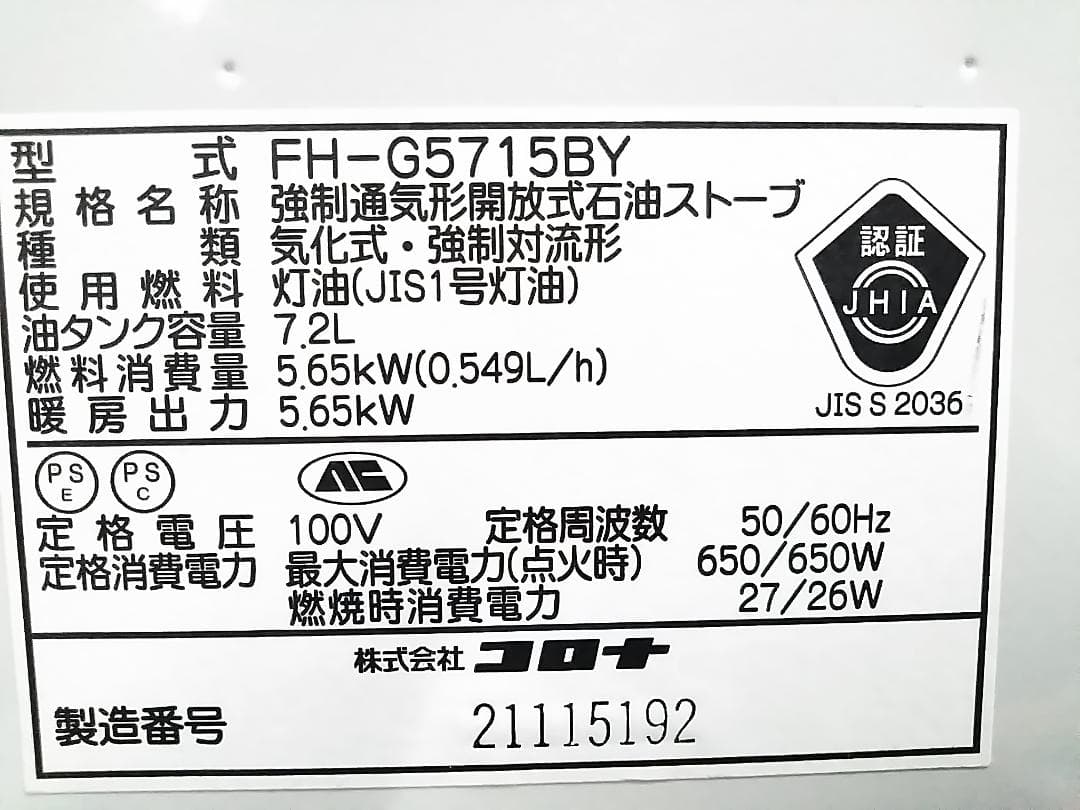 型式 FH-G5715BY
規格名称 強制通気形開放式石油ストーブ
種類 気化式・強制対流形
使用燃料 灯油(JIS1号灯油)
油タンク容量 7.2L
燃料消費量 5.65kW(0.549L/h)
暖房出力 5.65kW
認証
JHIA
JIS S 2036
PS E PS C
定格電圧 100V 定格周波数 50/60Hz
定格消費電力 最大消費電力(点火時) 650/650W
燃焼時消費電力 27/26W
株式会社 コロナ
製造番号 21115192